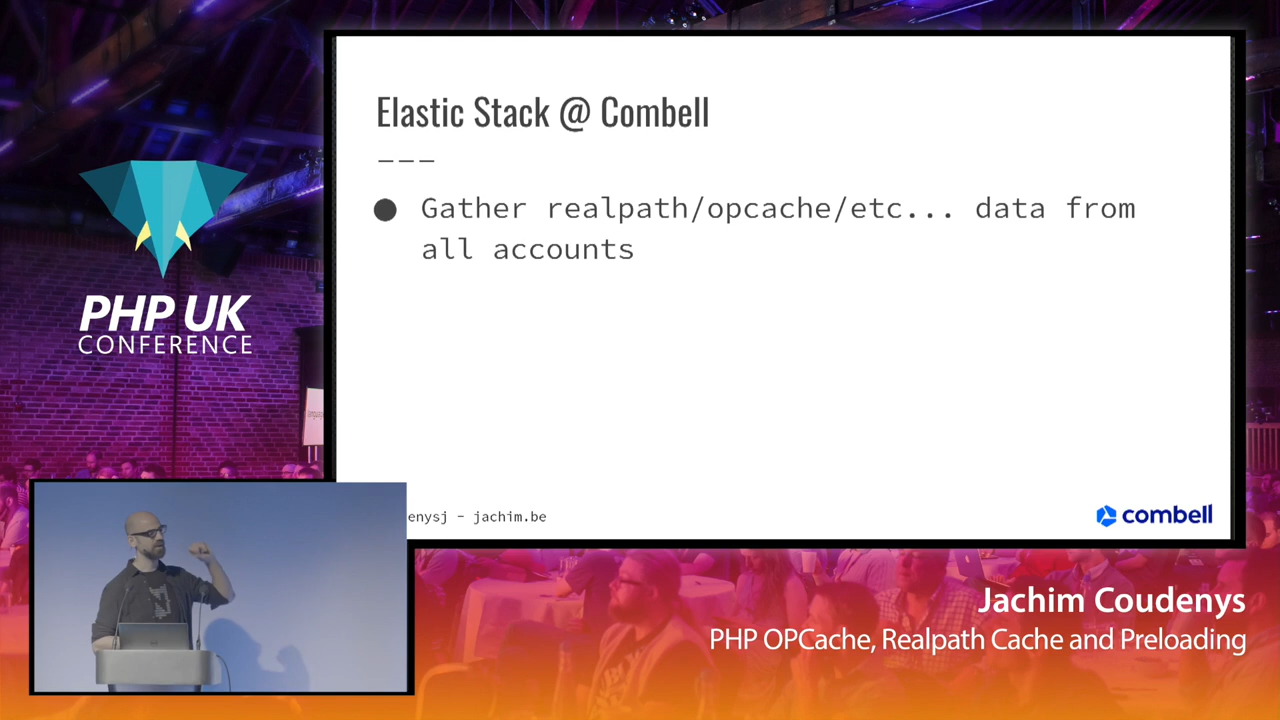 Elastic Stack @ Combell
---
● Gather realpath/opcache/etc... data from
all accounts
enysj - jachim.be
combell
PHP UK
CONFERENCE
Jachim Coudenys
PHP OPCache, Realpath Cache and Preloading